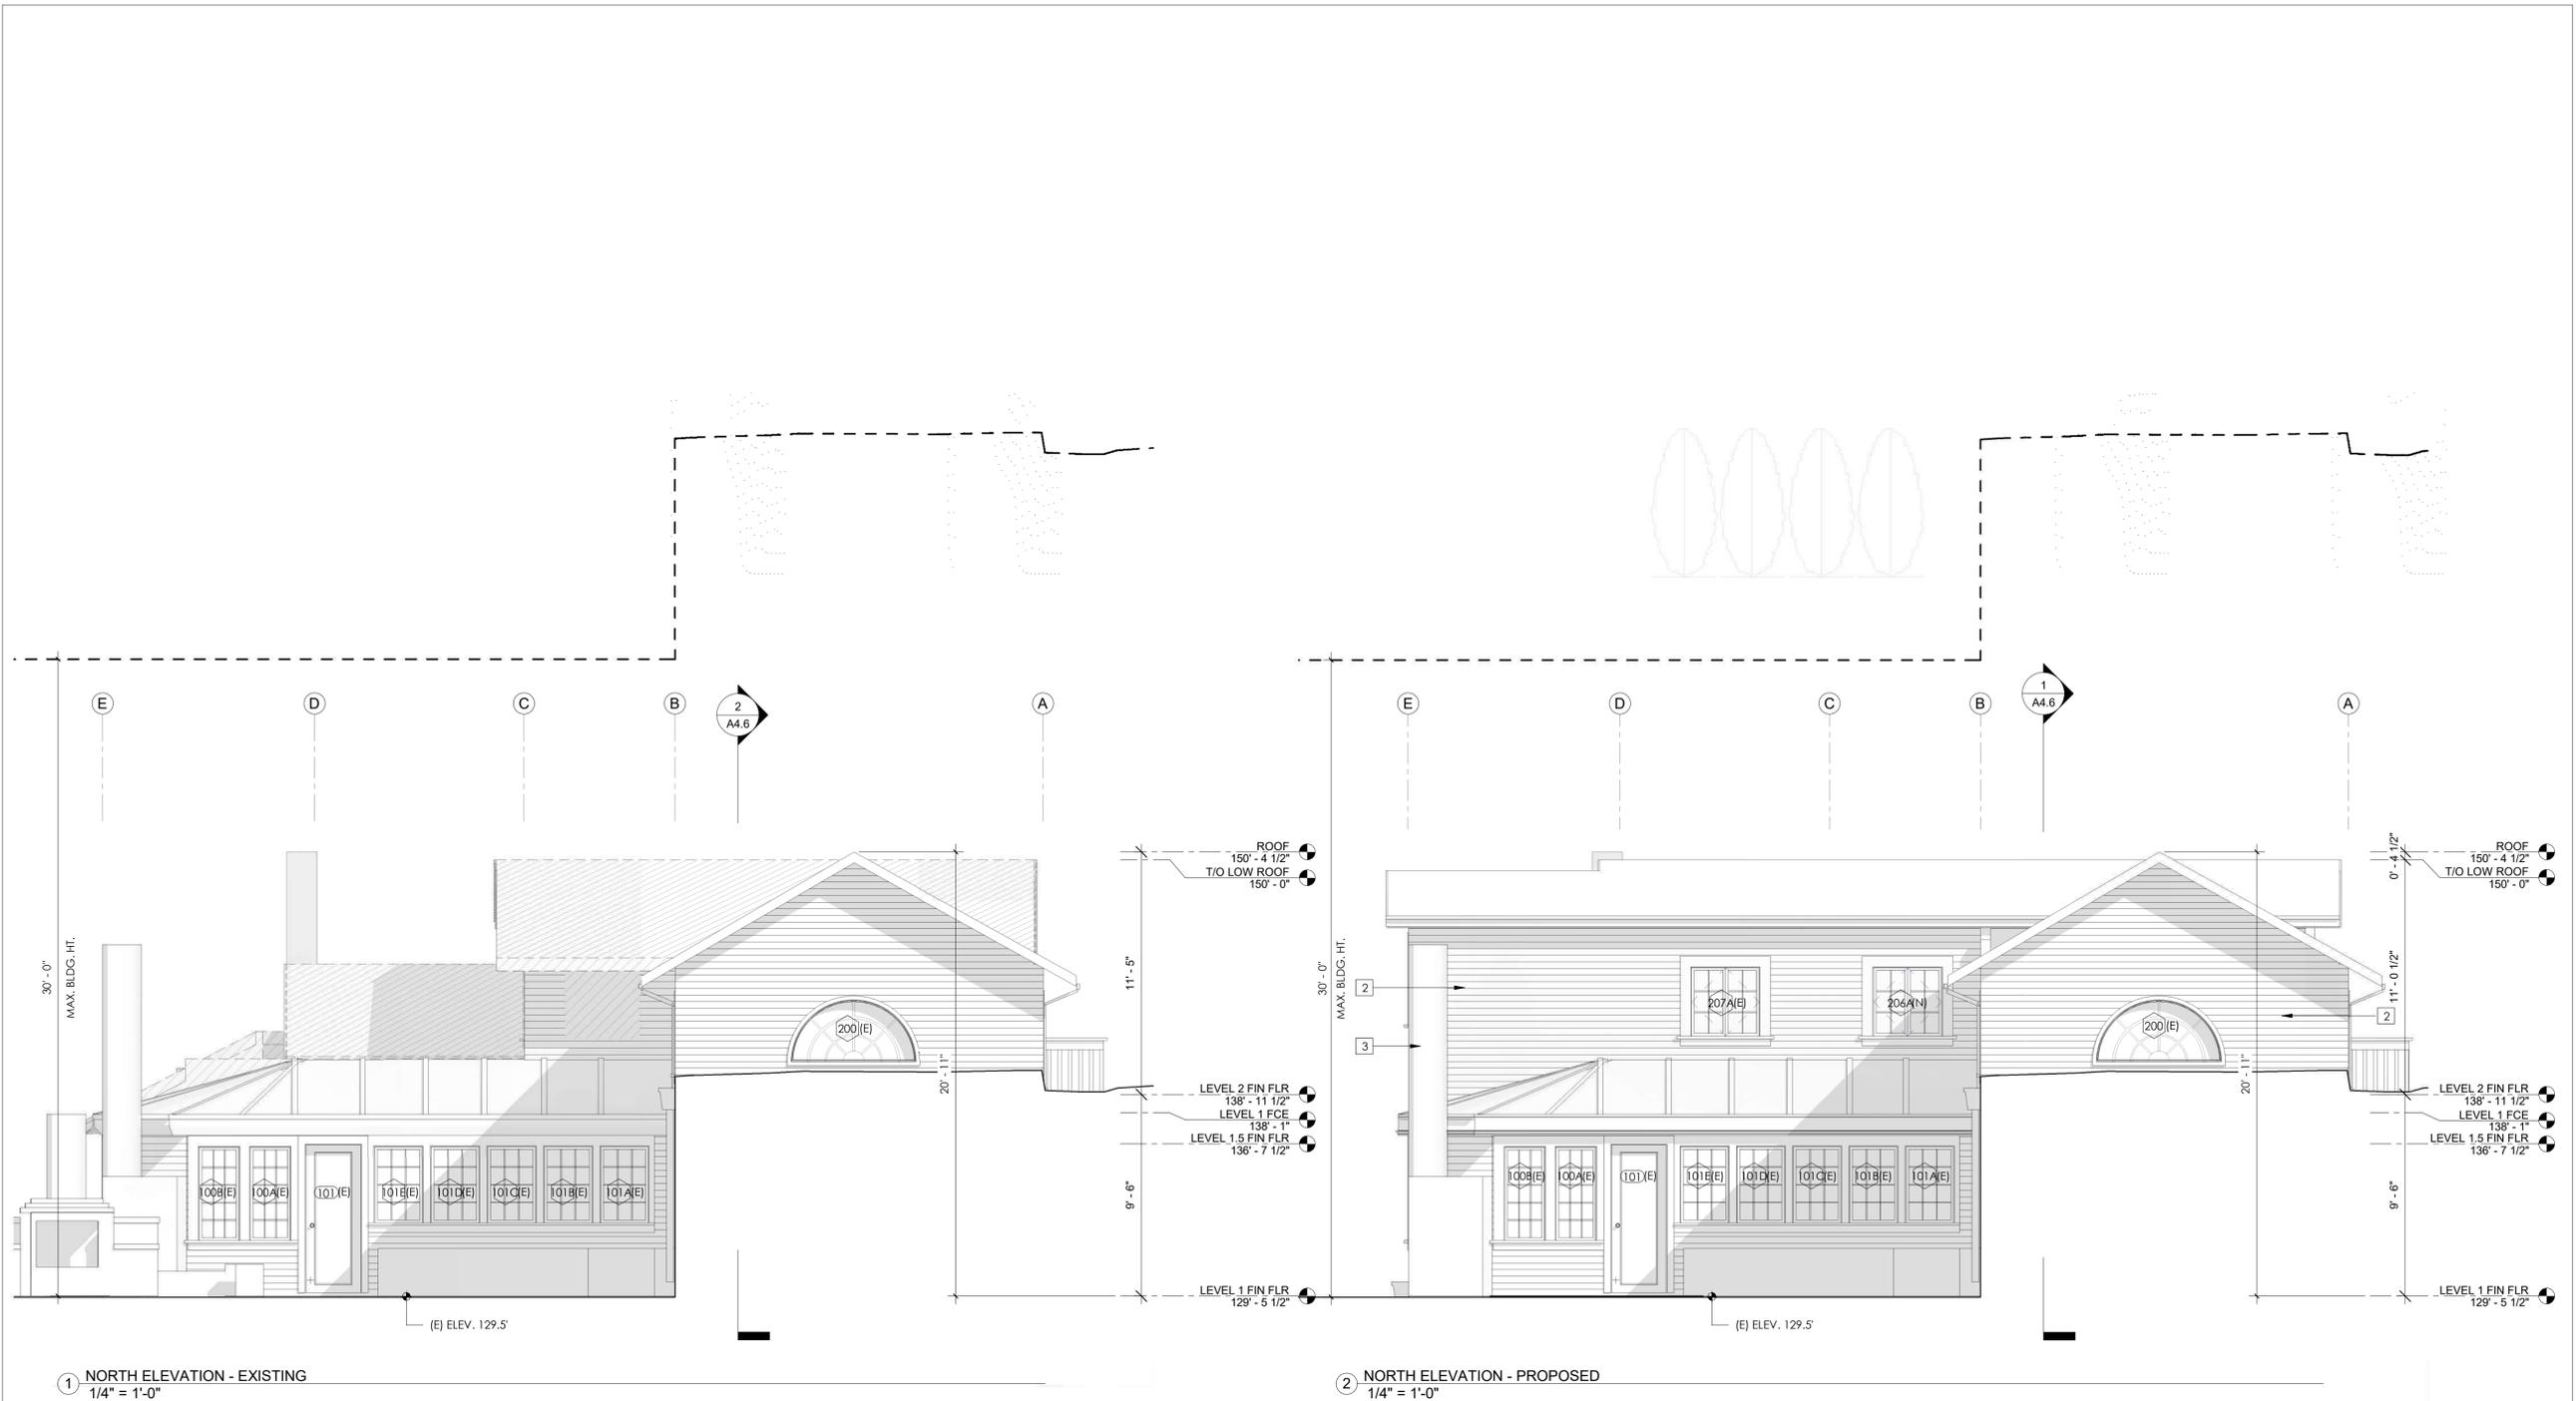 E
D
C
B
2
A4.6
A
30' - 0"
MAX. BLDG. HT.
ROOF
150' - 4 1/2"
T/O LOW ROOF
150' - 0"
11' - 5"
200 (E)
20' - 11"
LEVEL 2 FIN FLR
138' - 11 1/2"
LEVEL 1 FCE
138' - 1"
LEVEL 1.5 FIN FLR
136' - 7 1/2"
9' - 6"
100B(E)
100A(E)
101(E)
101E(E)
101D(E)
101C(E)
101B(E)
101A(E)
LEVEL 1 FIN FLR
129' - 5 1/2"
(E) ELEV. 129.5'
1
NORTH ELEVATION - EXISTING
1/4" = 1'-0"
E
D
C
B
1
A4.6
A
30' - 0"
MAX. BLDG. HT.
0' - 4 1/2"
ROOF
150' - 4 1/2"
T/O LOW ROOF
150' - 0"
2
207A(E)
206A(N)
11' - 0 1/2"
3
200 (E)
2
20' - 11"
LEVEL 2 FIN FLR
138' - 11 1/2"
LEVEL 1 FCE
138' - 1"
LEVEL 1.5 FIN FLR
136' - 7 1/2"
9' - 6"
100B(E)
100A(E)
101(E)
101E(E)
101D(E)
101C(E)
101B(E)
101A(E)
LEVEL 1 FIN FLR
129' - 5 1/2"
(E) ELEV. 129.5'
2
NORTH ELEVATION - PROPOSED
1/4" = 1'-0"